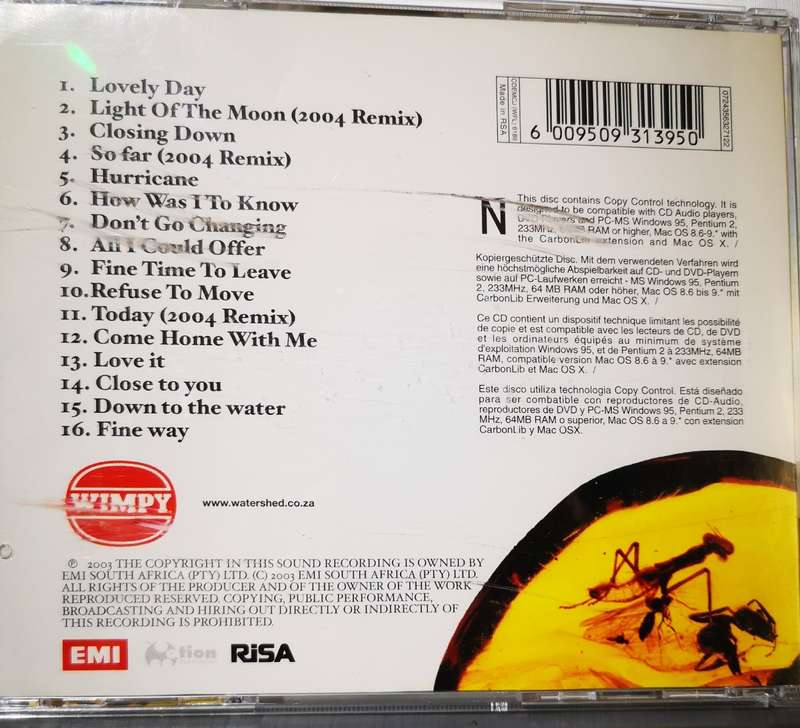 1. Lovely Day
2. Light Of The Moon (2004 Remix)
3. Closing Down
4. So far (2004 Remix)
5. Hurricane
6. How Was I To Know
7. Don't Go Changing
8. All I Could Offer
9. Fine Time To Leave
10. Refuse To Move
11. Today (2004 Remix)
12. Come Home With Me
13. Love it
14. Close to you
15. Down to the water
16. Fine way
Made in RSA
6 009509 313950
0724356327122
N
This disc contains Copy Control technology. It is
designed to be compatible with CD Audio players,
DVD Players and PC-MS Windows 95, Pentium 2,
233MHz, RAM or higher, Mac OS 8.6-9.* with
the CarbonLib extension and Mac OS X. /
Kopiergeschützte Disc. Mit dem verwendeten Verfahren wird
eine höchstmögliche Abspielbarkeit auf CD- und DVD-Playern
sowie auf PC-Laufwerken erreicht - MS Windows 95, Pentium
2, 233MHz, 64 MB RAM oder höher, Mac OS 8.6 bis 9.* mit
CarbonLib Erweiterung und Mac OS X. /
Ce CD contient un dispositif technique limitant les possibilité
de copie et est compatible avec les lecteurs de CD, de DVD
et les ordinateurs équipés au minimum de système
d'exploitation Windows 95, et de Pentium 2 à 233MHz, 64MB
RAM, compatible version Mac OS 8.6 à 9.* avec extension
CarbonLib et Mac OS X. /
Este disco utiliza technologia Copy Control. Está diseñado
para ser combatible con reproductores de CD-Audio,
reproductores de DVD y PC-MS Windows 95, Pentium 2, 233
MHz, 64 MB RAM o superior, Mac OS 8.6 a 9.* con extension
CarbonLib y Mac OSX.
WIMPY
www.watershed.co.za
℗ 2003 THE COPYRIGHT IN THIS SOUND RECORDING IS OWNED BY
EMI SOUTH AFRICA (PTY) LTD. (C) 2003 EMI SOUTH AFRICA (PTY) LTD.
ALL RIGHTS OF THE PRODUCER AND OF THE OWNER OF THE WORK
REPRODUCED RESERVED. COPYING, PUBLIC PERFORMANCE,
BROADCASTING AND HIRING OUT DIRECTLY OR INDIRECTLY OF
THIS RECORDING IS PROHIBITED.
EMI
tion
RiSA